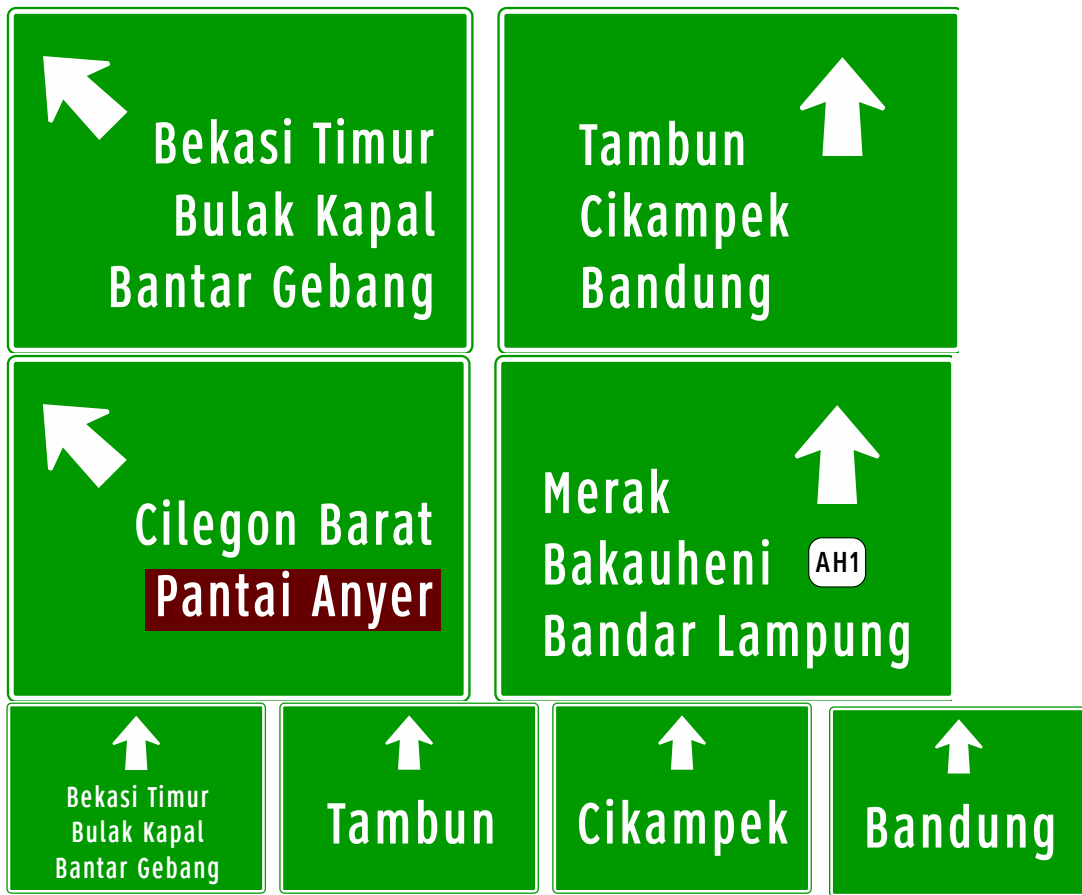 Bekasi Timur
Bulak Kapal
Bantar Gebang
Tambun
Cikampek
Bandung
Cilegon Barat
Pantai Anyer
Merak
Bakauheni
AH1
Bandar Lampung
Bekasi Timur
Bulak Kapal
Bantar Gebang
Tambun
Cikampek
Bandung